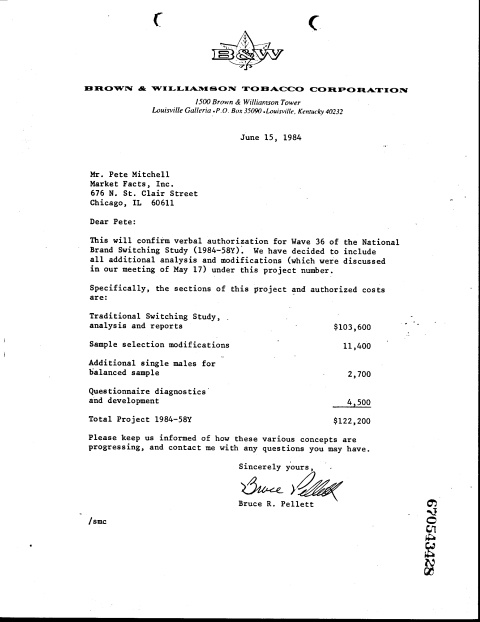 B&W
BROWN & WILLIAMSON TOBACCO CORPORATION
1500 Brown & Williamson Tower
Louisville Galleria • P.O. Box 35090 • Louisville, Kentucky 40232
June 15, 1984
Mr. Pete Mitchell
Market Facts, Inc.
676 N. St. Clair Street
Chicago, IL 60611
Dear Pete:
This will confirm verbal authorization for Wave 36 of the National
Brand Switching Study (1984-58Y). We have decided to include
all additional analysis and modifications (which were discussed
in our meeting of May 17) under this project number.
Specifically, the sections of this project and authorized costs
are:
Traditional Switching Study,
analysis and reports $103,600
Sample selection modifications 11,400
Additional single males for
balanced sample 2,700
Questionnaire diagnostics
and development 4,500
Total Project 1984-58Y $122,200
Please keep us informed of how these various concepts are
progressing, and contact me with any questions you may have.
Sincerely yours,
Bruce Pellett
Bruce R. Pellett
/smc
670543428